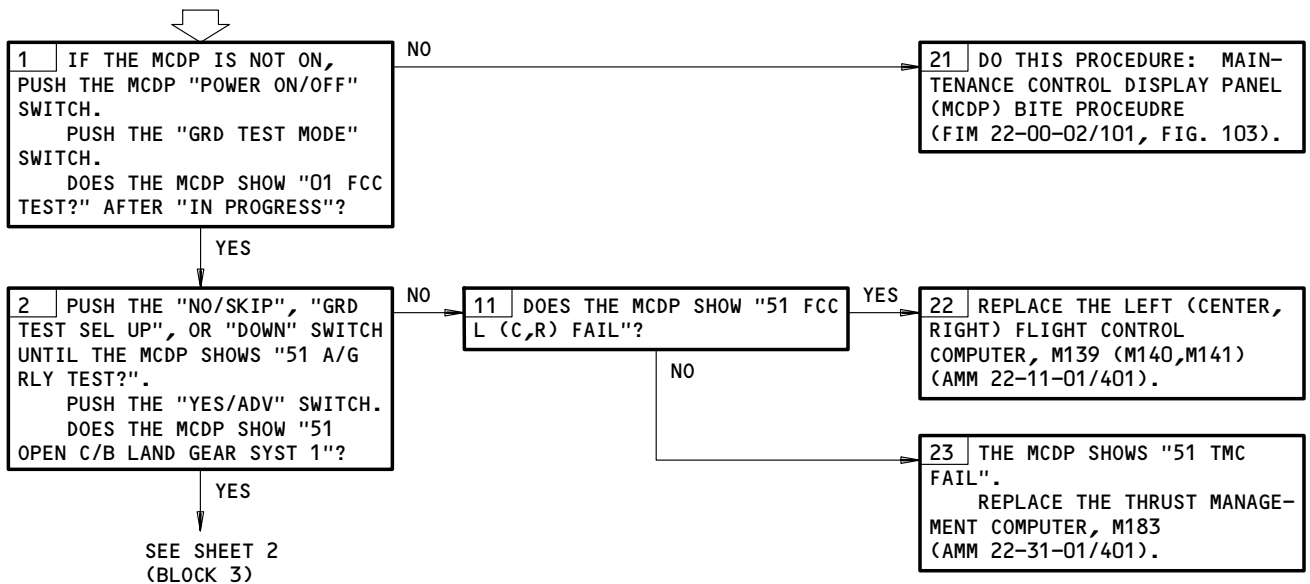 1 IF THE MCDP IS NOT ON,
PUSH THE MCDP "POWER ON/OFF"
SWITCH.
PUSH THE "GRD TEST MODE"
SWITCH.
DOES THE MCDP SHOW "01 FCC
TEST?" AFTER "IN PROGRESS"?
NO
21 DO THIS PROCEDURE: MAIN-
TENANCE CONTROL DISPLAY PANEL
(MCDP) BITE PROCEUDRE
(FIM 22-00-02/101, FIG. 103).
YES
2 PUSH THE "NO/SKIP", "GRD
TEST SEL UP", OR "DOWN" SWITCH
UNTIL THE MCDP SHOWS "51 A/G
RLY TEST?".
PUSH THE "YES/ADV" SWITCH.
DOES THE MCDP SHOW "51
OPEN C/B LAND GEAR SYST 1"?
NO
11 DOES THE MCDP SHOW "51 FCC
L (C,R) FAIL"?
YES
22 REPLACE THE LEFT (CENTER,
RIGHT) FLIGHT CONTROL
COMPUTER, M139 (M140,M141)
(AMM 22-11-01/401).
NO
23 THE MCDP SHOWS "51 TMC
FAIL".
REPLACE THE THRUST MANAGE-
MENT COMPUTER, M183
(AMM 22-31-01/401).
YES
SEE SHEET 2
(BLOCK 3)